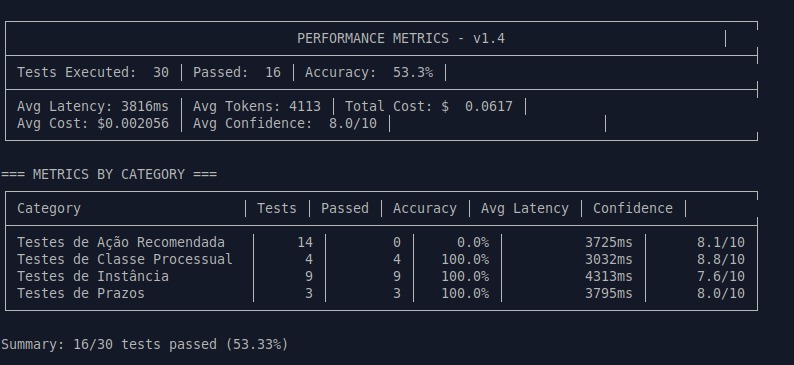 PERFORMANCE METRICS - v1.4
Tests Executed: 30 | Passed: 16 | Accuracy: 53.3% |
Avg Latency: 3816ms | Avg Tokens: 4113 | Total Cost: $ 0.0617 |
Avg Cost: $0.002056 | Avg Confidence: 8.0/10 |
=== METRICS BY CATEGORY ===
Category | Tests | Passed | Accuracy | Avg Latency | Confidence |
Testes de Ação Recomendada | 14 | 0 | 0.0% | 3725ms | 8.1/10
Testes de Classe Processual | 4 | 4 | 100.0% | 3032ms | 8.8/10
Testes de Instância | 9 | 9 | 100.0% | 4313ms | 7.6/10
Testes de Prazos | 3 | 3 | 100.0% | 3795ms | 8.0/10
Summary: 16/30 tests passed (53.33%)